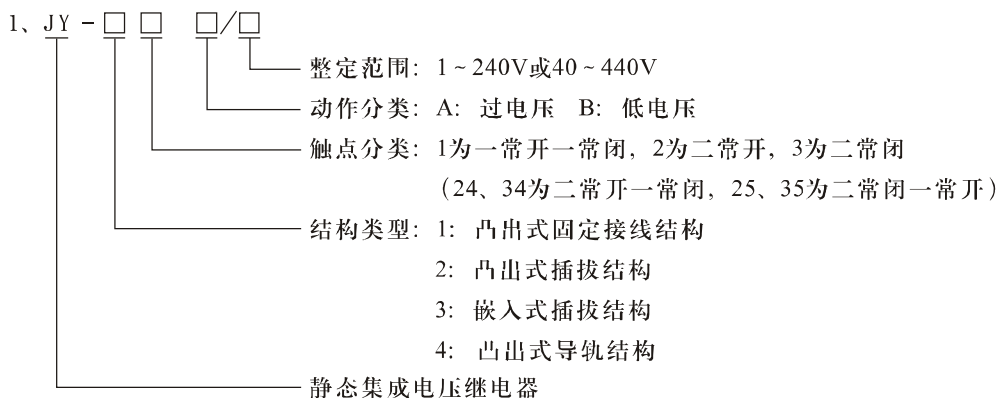 1、JY-□□ □/□
整定范围：1~240V或40~440V
动作分类：A：过电压 B：低电压
触点分类：1为一常开一常闭，2为二常开，3为二常闭
（24、34为二常开一常闭，25、35为二常闭一常开）
结构类型：1：凸出式固定接线结构
2：凸出式插拔结构
3：嵌入式插拔结构
4：凸出式导轨结构
静态集成电压继电器